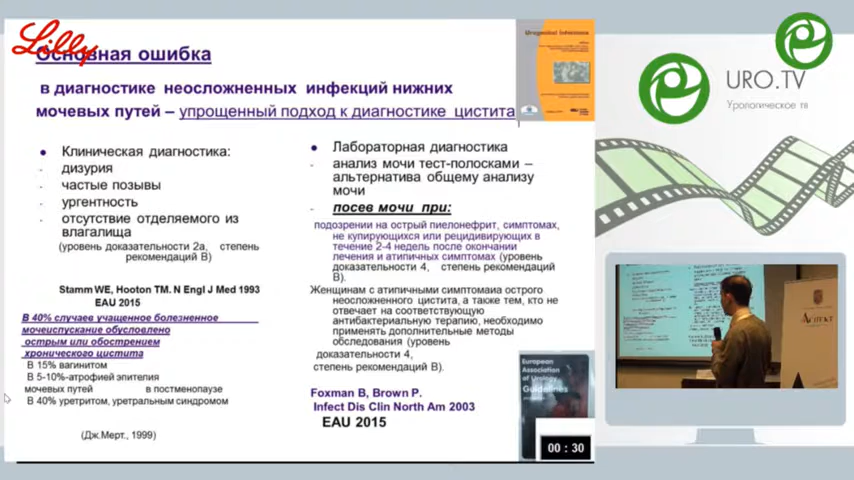 Lilly
Основная ошибка
в диагностике неосложненных инфекций нижних
мочевых путей – упрощенный подход к диагностике цистита
Клиническая диагностика:
- дизурия
- частые позывы
- ургентность
- отсутствие отделяемого из
влагалища
(уровень доказательности 2а, степень
рекомендаций В)
Stamm WE, Hooton TM. N Engl J Med 1993
EAU 2015
В 40% случаев учащенное болезненное
мочеиспускание обусловлено
острым или обострением
хронического цистита
В 15% вагинитом
В 5-10%-атрофией эпителия
мочевых путей в постменопаузе
В 40% уретритом, уретральным синдромом
(Дж.Мерт., 1999)
Лабораторная диагностика
- анализ мочи тест-полосками –
альтернатива общему анализу
мочи
- посев мочи при:
подозрении на острый пиелонефрит, симптомах,
не купирующихся или рецидивирующих в
течение 2-4 недель после окончании
лечения и атипичных симптомах (уровень
доказательности 4, степень рекомендаций
В).
Женщинам с атипичными симптомаиа острого
неосложненного цистита, а также тем, кто не
отвечает на соответствующую
антибактериальную терапию, необходимо
применять дополнительные методы
обследования (уровень
доказательности 4,
степень рекомендаций В).
Foxman B, Brown P.
Infect Dis Clin North Am 2003
EAU 2015
Urogenital Infections
European
Association
of Urology
Guidelines
00 : 30
URO.TV
Урологическое тв
Аспект